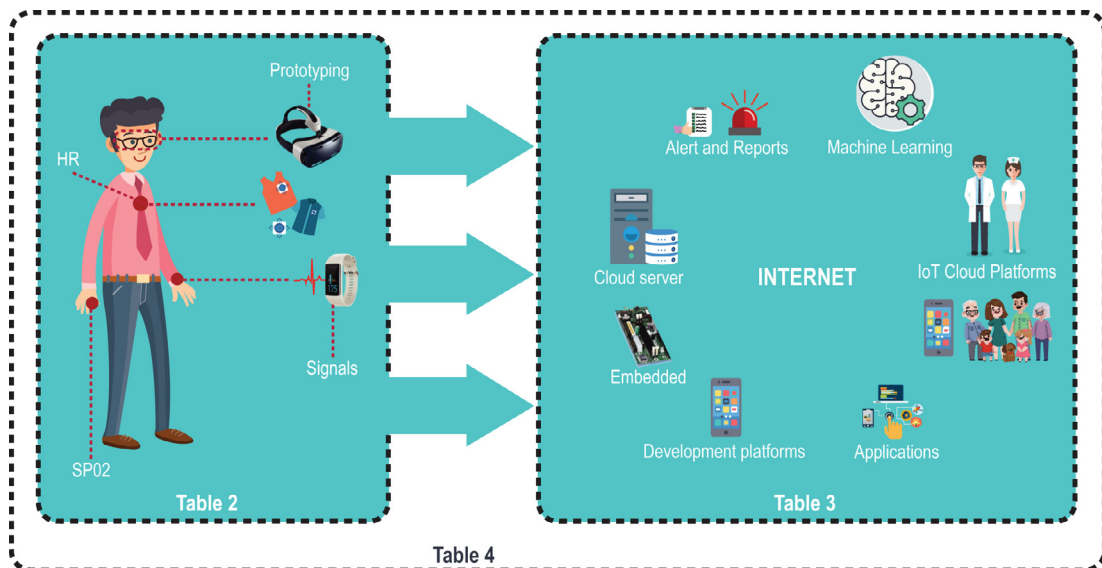 Prototyping
HR
Signals
SP02
Table 2
Alert and Reports
Machine Learning
Cloud server
INTERNET
IoT Cloud Platforms
Embedded
Development platforms
Applications
Table 3
Table 4